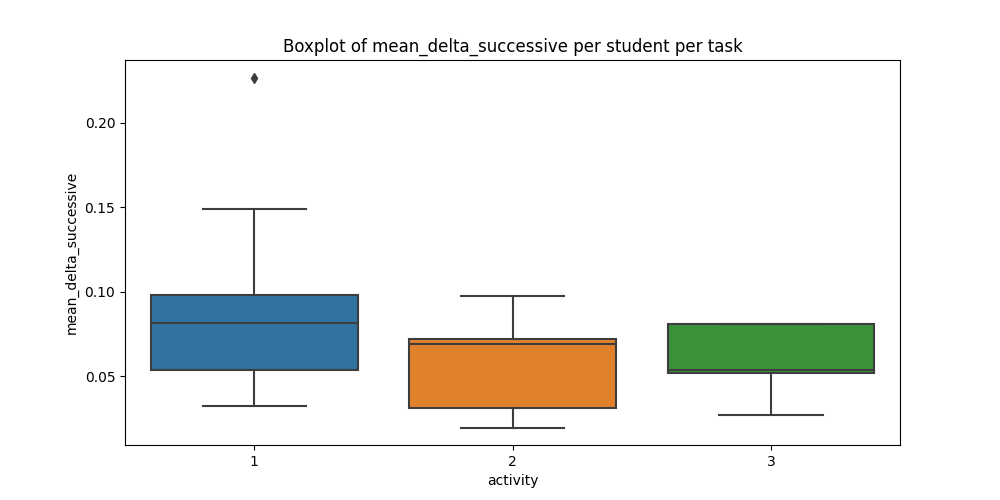 Boxplot of mean_delta_successive per student per task
mean_delta_successive
0.20
0.15
0.10
0.05
1
2
3
activity